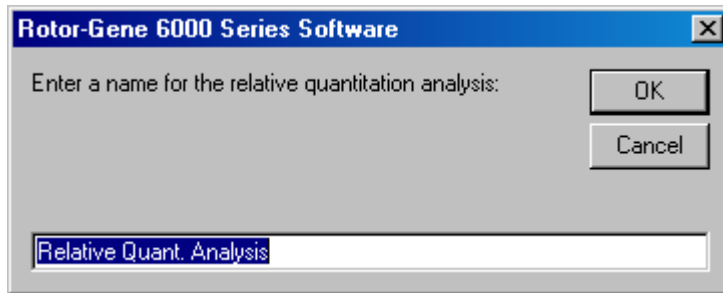 Rotor-Gene 6000 Series Software
Enter a name for the relative quantitation analysis:
OK
Cancel
Relative Quant. Analysis